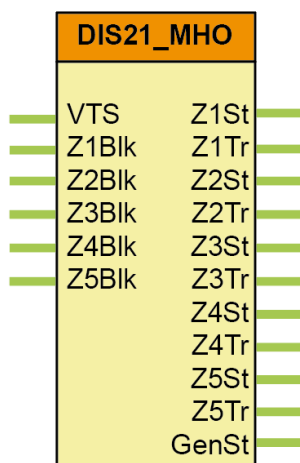 DIS21_MHO
VTS Z1St
Z1Blk Z1Tr
Z2Blk Z2St
Z3Blk Z2Tr
Z4Blk Z3St
Z5Blk Z3Tr
Z4St
Z4Tr
Z5St
Z5Tr
GenSt